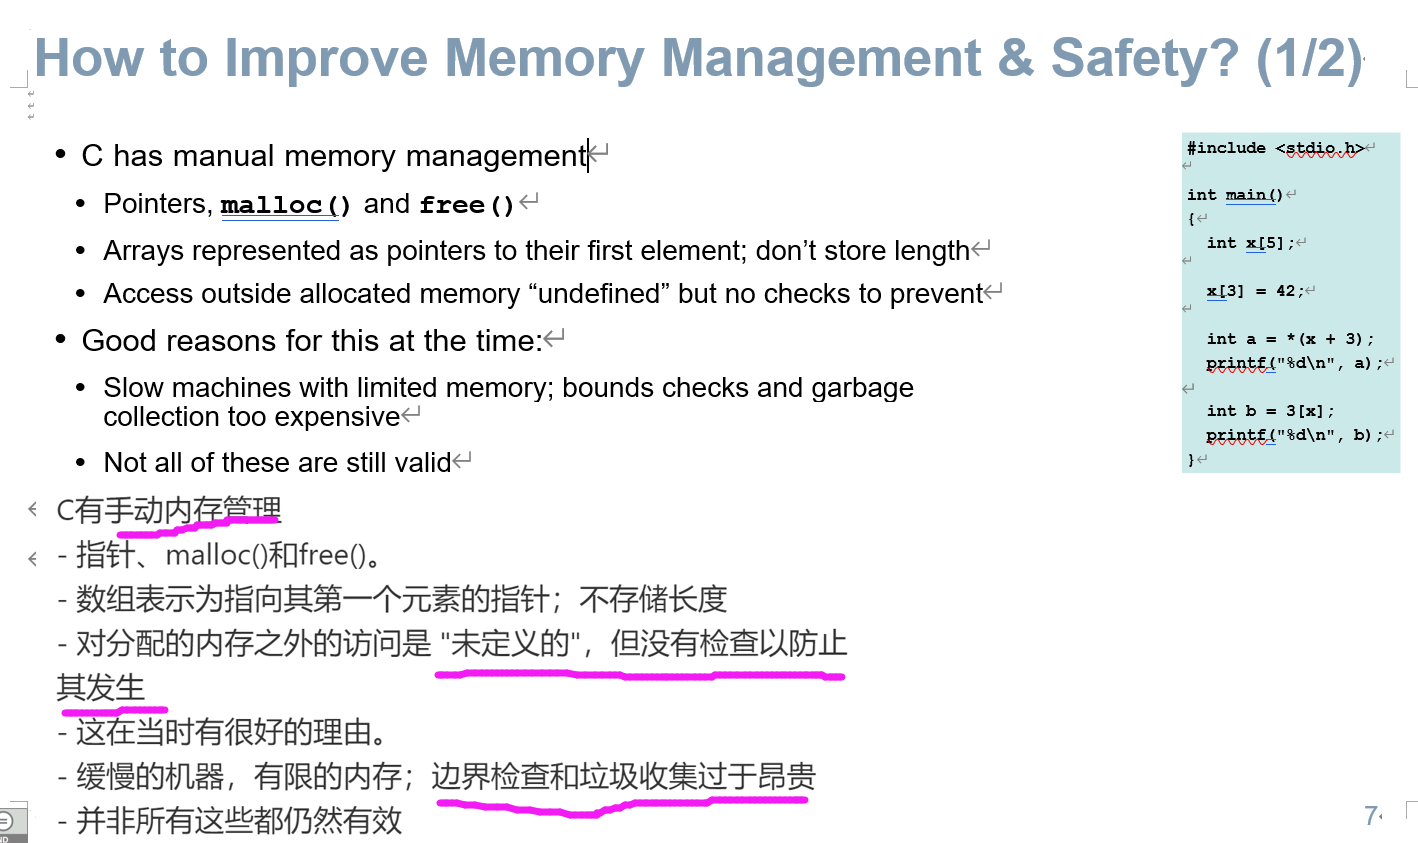 How to Improve Memory Management & Safety? (1/2)
• C has manual memory management
• Pointers, malloc() and free()
• Arrays represented as pointers to their first element; don’t store length
• Access outside allocated memory “undefined” but no checks to prevent
• Good reasons for this at the time:
• Slow machines with limited memory; bounds checks and garbage
collection too expensive
• Not all of these are still valid
#include <stdio.h>
int main()
{
int x[5];
x[3] = 42;
int a = *(x + 3);
printf("%d\n", a);
int b = 3[x];
printf("%d\n", b);
}
C有手动内存管理
- 指针、malloc()和free()。
- 数组表示为指向其第一个元素的指针；不存储长度
- 对分配的内存之外的访问是 "未定义的"，但没有检查以防止
其发生
- 这在当时有很好的理由。
- 缓慢的机器，有限的内存；边界检查和垃圾收集过于昂贵
- 并非所有这些都仍然有效
7